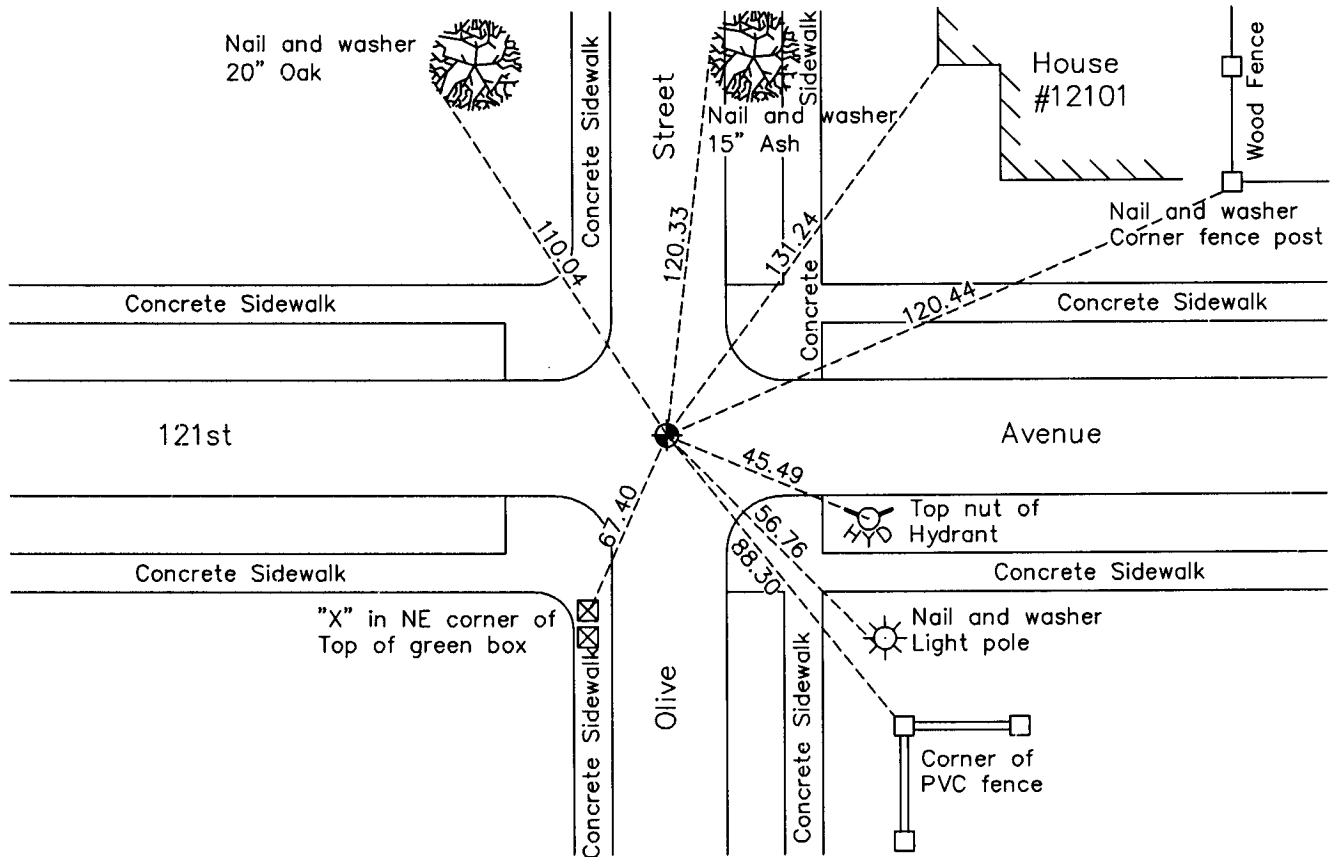 Nail and washer
20" Oak
Concrete Sidewalk
Street
Sidewalk
Nail and washer
15" Ash
House
#12101
Wood Fence
Nail and washer
Corner fence post
110.04
120.33
131.24
120.44
Concrete Sidewalk
Concrete
Concrete Sidewalk
121st
Avenue
45.49
67.40
56.76
88.30
HYD
Top nut of
Hydrant
Concrete Sidewalk
Concrete Sidewalk
"X" in NE corner of
Top of green box
Nail and washer
Light pole
Concrete Sidewalk
Olive
Concrete Sidewalk
Corner of
PVC fence